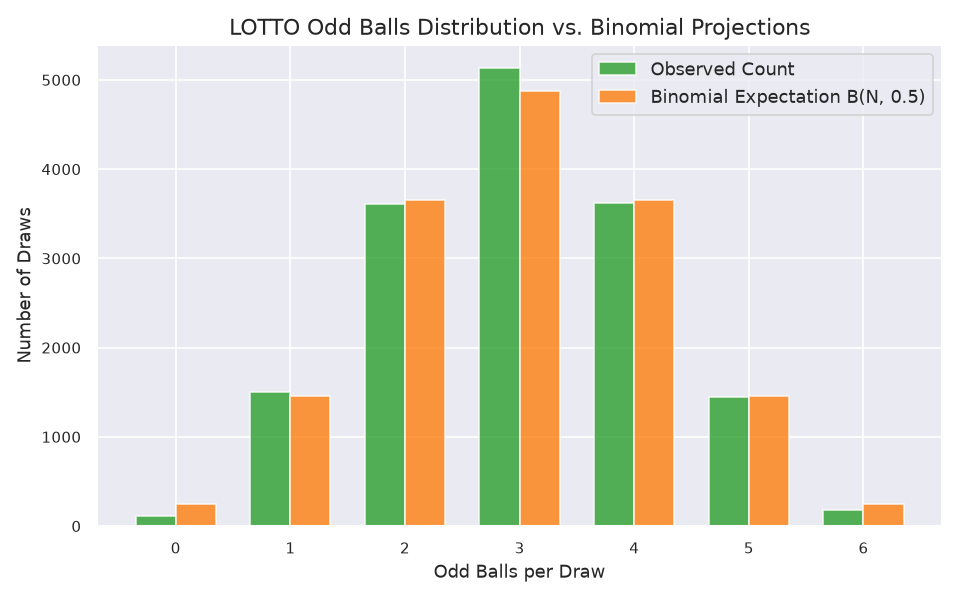 LOTTO Odd Balls Distribution vs. Binomial Projections
Observed Count
Binomial Expectation B(N, 0.5)
Number of Draws
5000
4000
3000
2000
1000
0
0 1 2 3 4 5 6
Odd Balls per Draw